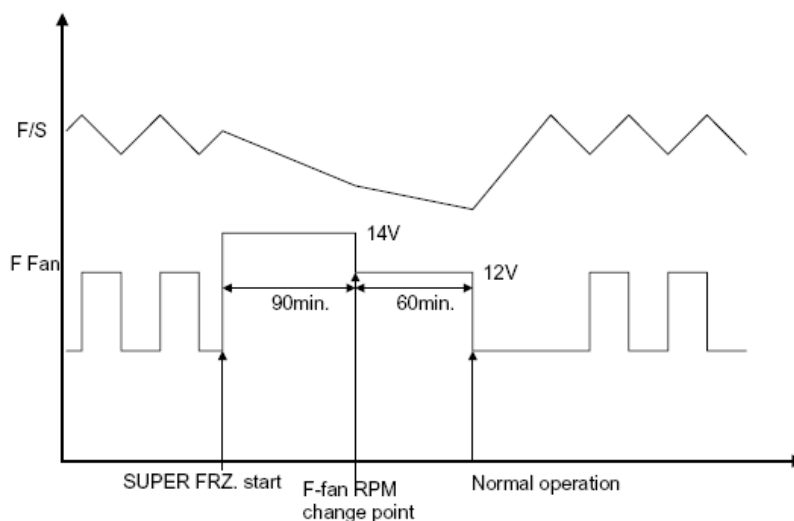 F/S
14V
F Fan
12V
90min.
60min.
SUPER FRZ. start
F-fan RPM
change point
Normal operation